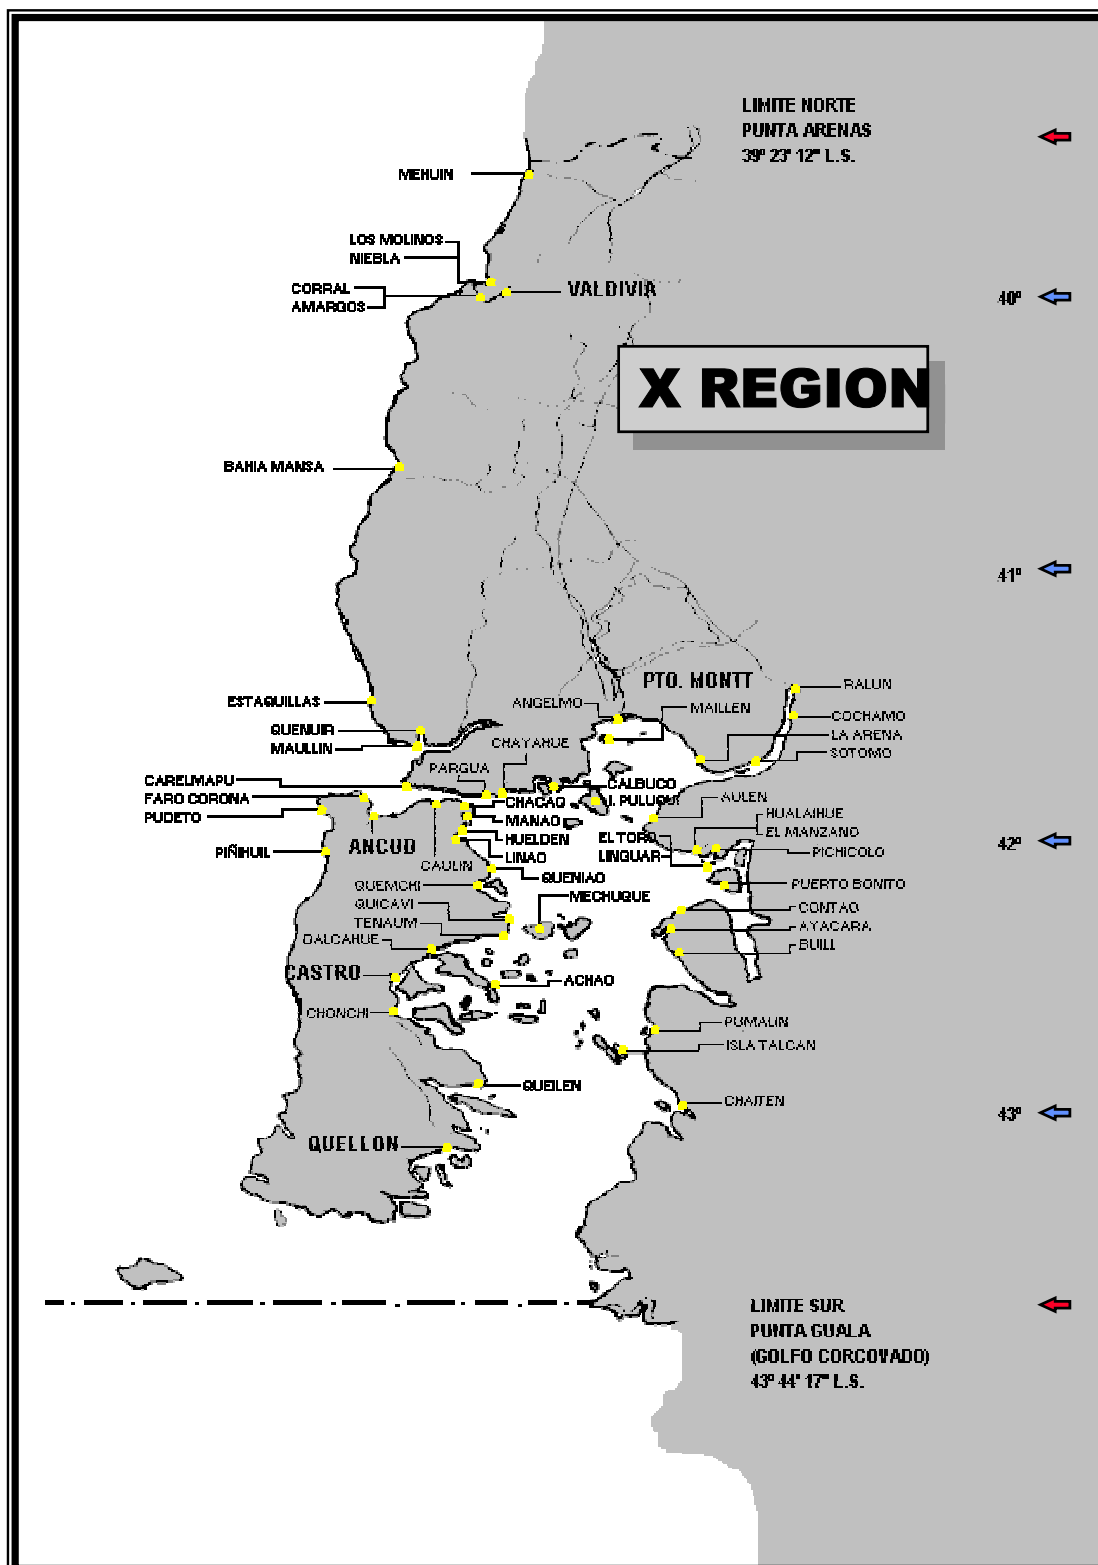 LIMITE NORTE
PUNTA ARENAS
39º 23' 12" L.S.
MEHUIN
LOS MOLINOS
NIEBLA
CORRAL
AMARGOS
VALDIVIA
40º
X REGION
BAHIA MANSA
41º
PTO. MONTT
RALUN
ESTAQUILLAS
ANGELMO
MAILLEN
COCHAMO
QUENUIR
LA ARENA
MAULLIN
CHAYAHUE
SOTOMO
PARGUA
CARELMAPU
CALBUCO
FARO CORONA
I. PULUQUI
AULEN
PUDETO
CHACAO
MANAO
HUALAIHUE
EL MANZANO
HUELDEN
EL TORO
42º
ANCUD
PIÑIHUIL
LINAO
LINGUAR
PICHICOLO
CAULIN
QUENIAO
QUEMCHI
MECHUQUE
PUERTO BONITO
QUICAVI
CONTAO
TENAUM
AYACARA
DALCAHUE
BUILL
CASTRO
ACHAO
CHONCHI
PUMALIN
ISLA TALCAN
QUEILEN
CHAITEN
43º
QUELLON
LIMITE SUR
PUNTA GUALA
(GOLFO CORCOVADO)
43º 44' 17" L.S.